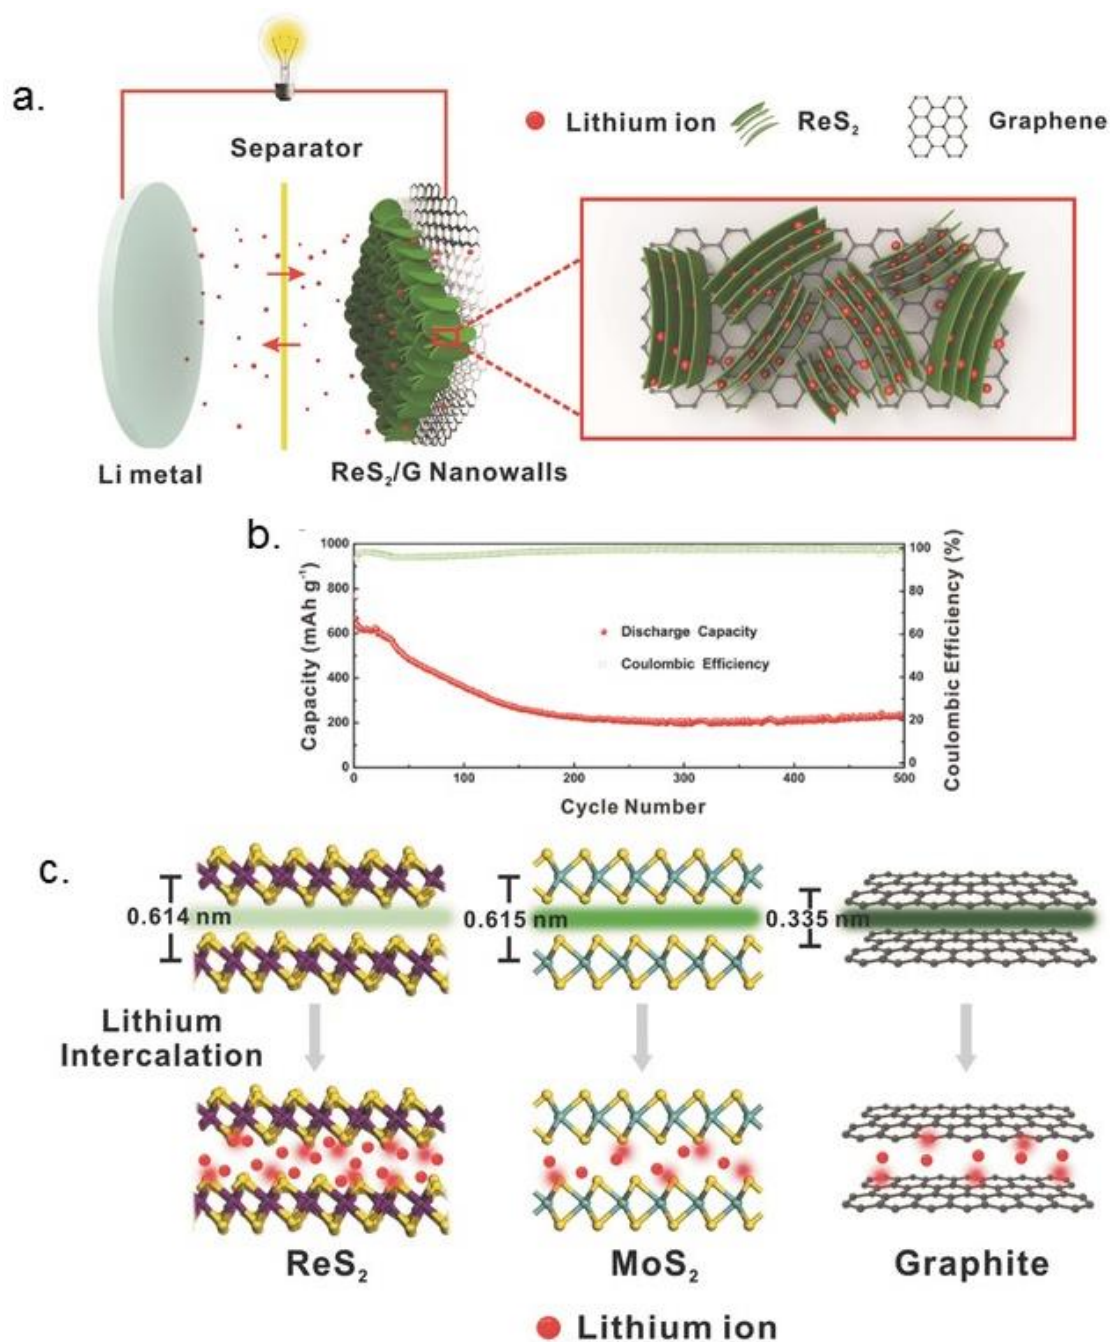 a.
Separator
Lithium ion
ReS₂
Graphene
Li metal
ReS₂/G Nanowalls
b.
Capacity (mAh g⁻¹)
1000
800
600
400
200
0
Discharge Capacity
Coulombic Efficiency
100
80
60
40
20
0
Coulombic Efficiency (%)
0
100
200
300
400
500
Cycle Number
c.
0.614 nm
0.615 nm
0.335 nm
Lithium
Intercalation
ReS₂
MoS₂
Graphite
Lithium ion